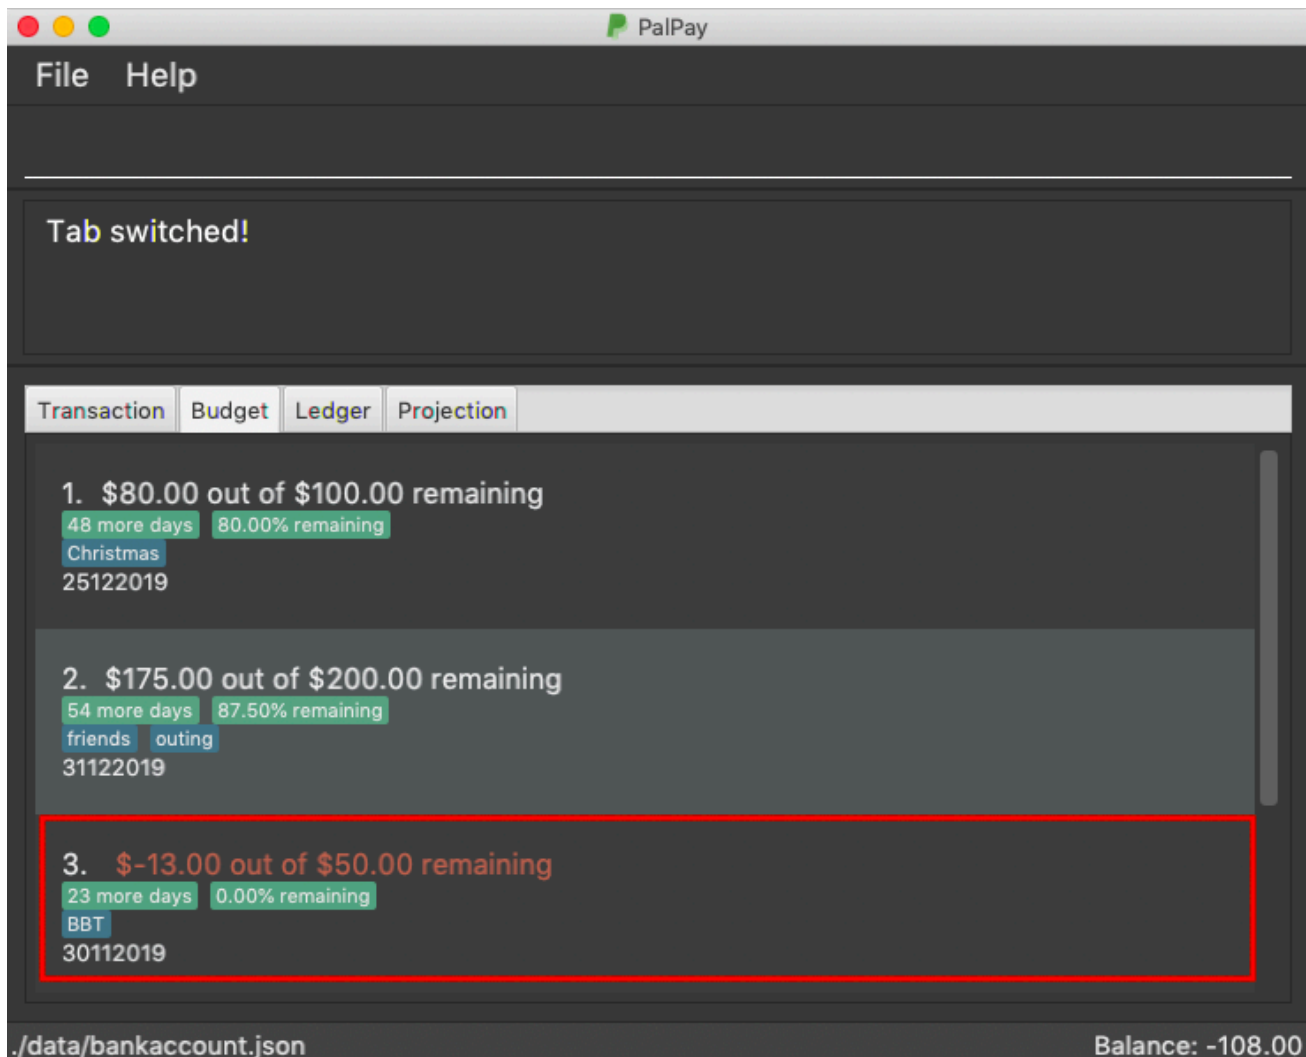 PalPay
File Help
Tab switched!
Transaction Budget Ledger Projection
1. $80.00 out of $100.00 remaining
48 more days 80.00% remaining
Christmas
25122019
2. $175.00 out of $200.00 remaining
54 more days 87.50% remaining
friends outing
31122019
3. $-13.00 out of $50.00 remaining
23 more days 0.00% remaining
BBT
30112019
./data/bankaccount.json Balance: -108.00